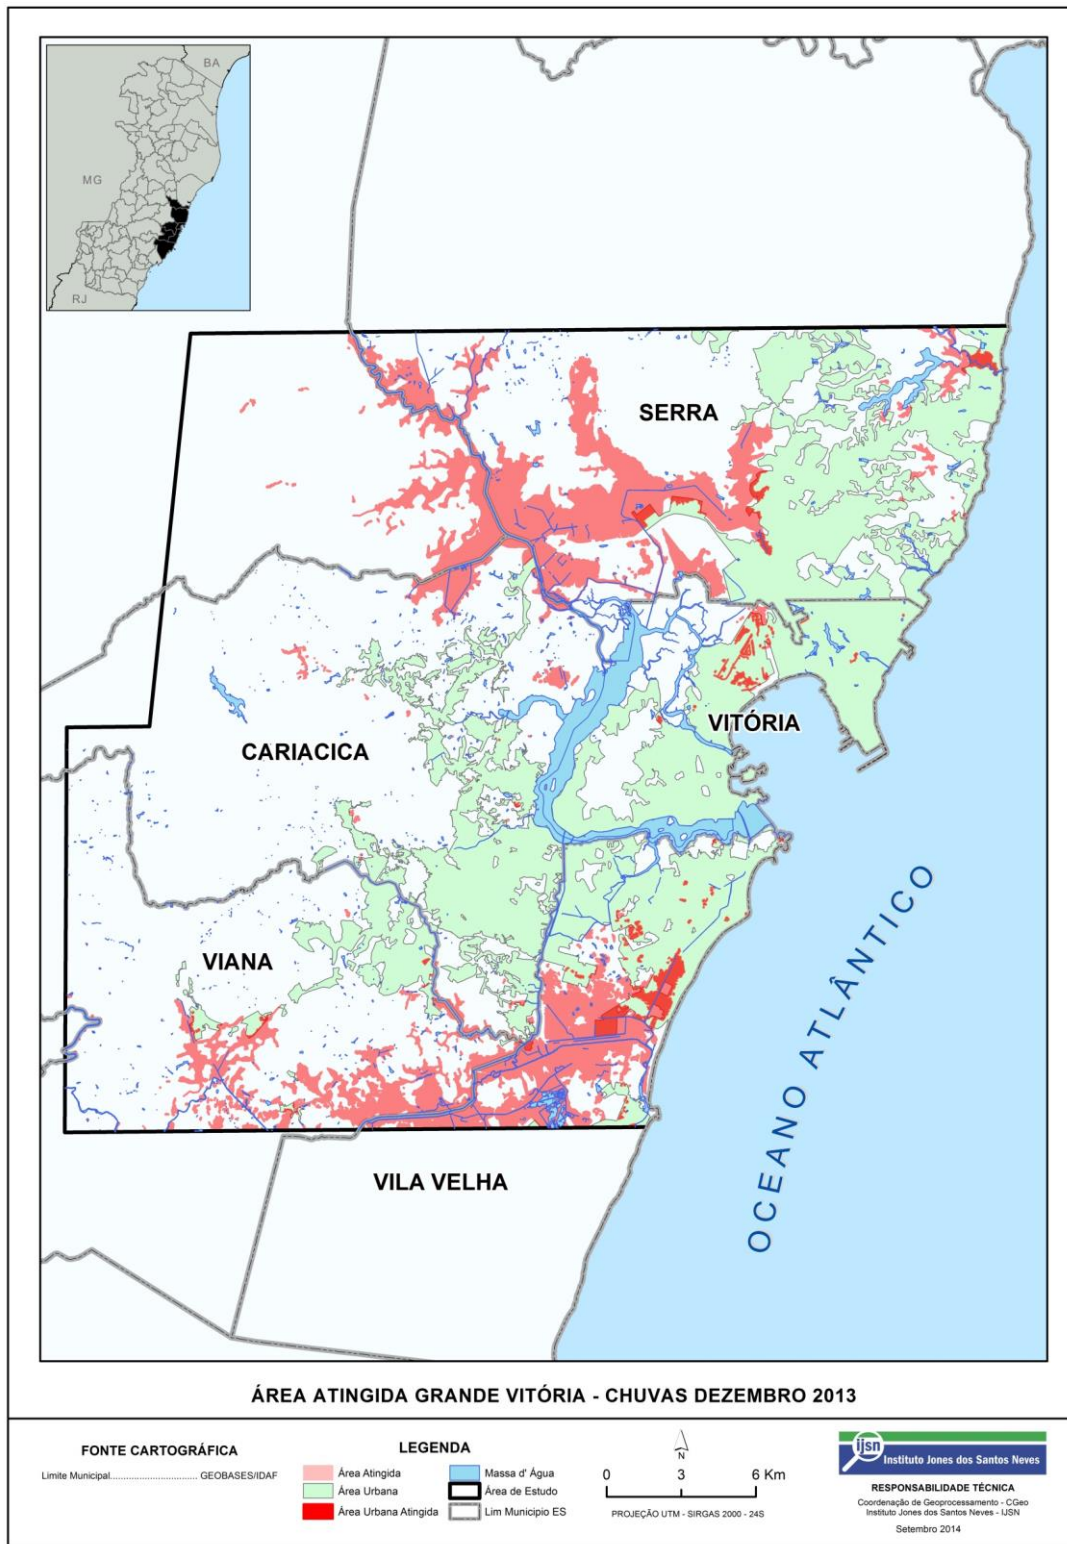 BA
MG
RJ
SERRA
VITÓRIA
CARIACICA
VIANA
VILA VELHA
OCEANO ATLÂNTICO
ÁREA ATINGIDA GRANDE VITÓRIA - CHUVAS DEZEMBRO 2013
FONTE CARTOGRÁFICA
Limite Municipal................................ GEOBASES/IDAF
LEGENDA
Área Atingida
Massa d' Água
Área Urbana
Área de Estudo
Área Urbana Atingida
Lim Municipio ES
N
0 3 6 Km
PROJEÇÃO UTM - SIRGAS 2000 - 24S
ijsn
Instituto Jones dos Santos Neves
RESPONSABILIDADE TÉCNICA
Coordenação de Geoprocessamento - CGeo
Instituto Jones dos Santos Neves - IJSN
Setembro 2014